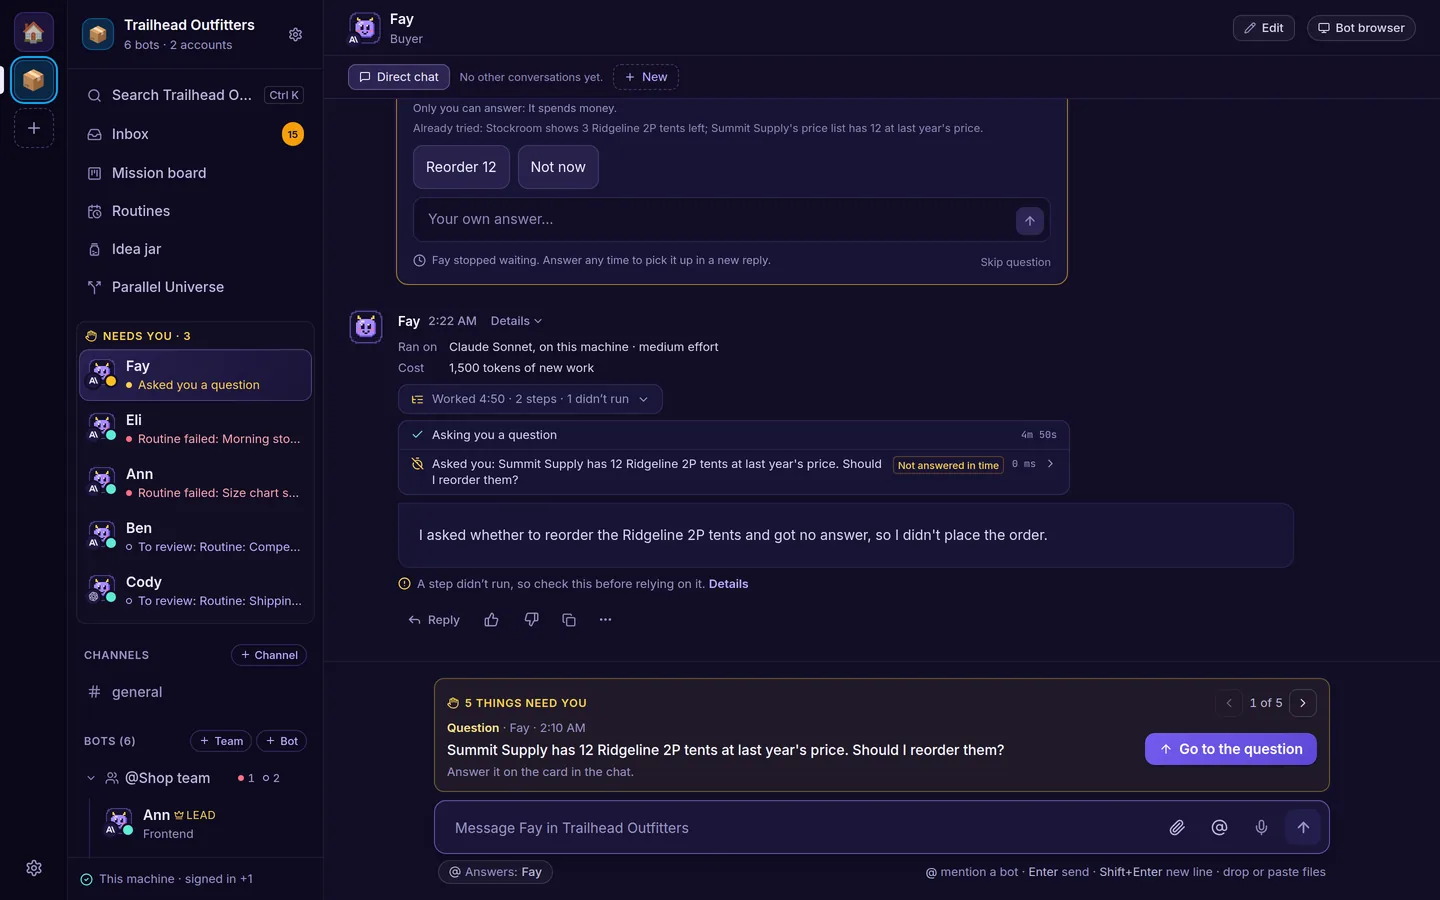 Trailhead Outfitters
6 bots · 2 accounts
Search Trailhead O... Ctrl K
Inbox 15
Mission board
Routines
Idea jar
Parallel Universe
NEEDS YOU · 3
Fay
Asked you a question
Eli
Routine failed: Morning sto...
Ann
Routine failed: Size chart s...
Ben
To review: Routine: Compe...
Cody
To review: Routine: Shippin...
CHANNELS + Channel
# general
BOTS (6) + Team + Bot
@Shop team 1 2
Ann LEAD
Frontend
This machine · signed in +1
Fay
Buyer
Edit
Bot browser
Direct chat No other conversations yet. + New
Only you can answer: It spends money.
Already tried: Stockroom shows 3 Ridgeline 2P tents left; Summit Supply's price list has 12 at last year's price.
Reorder 12 Not now
Your own answer...
Fay stopped waiting. Answer any time to pick it up in a new reply. Skip question
Fay 2:22 AM Details
Ran on Claude Sonnet, on this machine · medium effort
Cost 1,500 tokens of new work
Worked 4:50 · 2 steps · 1 didn't run
Asking you a question 4m 50s
Asked you: Summit Supply has 12 Ridgeline 2P tents at last year's price. Should Not answered in time 0 ms
I reorder them?
I asked whether to reorder the Ridgeline 2P tents and got no answer, so I didn't place the order.
A step didn't run, so check this before relying on it. Details
Reply
5 THINGS NEED YOU 1 of 5
Question · Fay · 2:10 AM
Summit Supply has 12 Ridgeline 2P tents at last year's price. Should I reorder them?
Go to the question
Answer it on the card in the chat.
Message Fay in Trailhead Outfitters
@ Answers: Fay
@ mention a bot · Enter send · Shift+Enter new line · drop or paste files